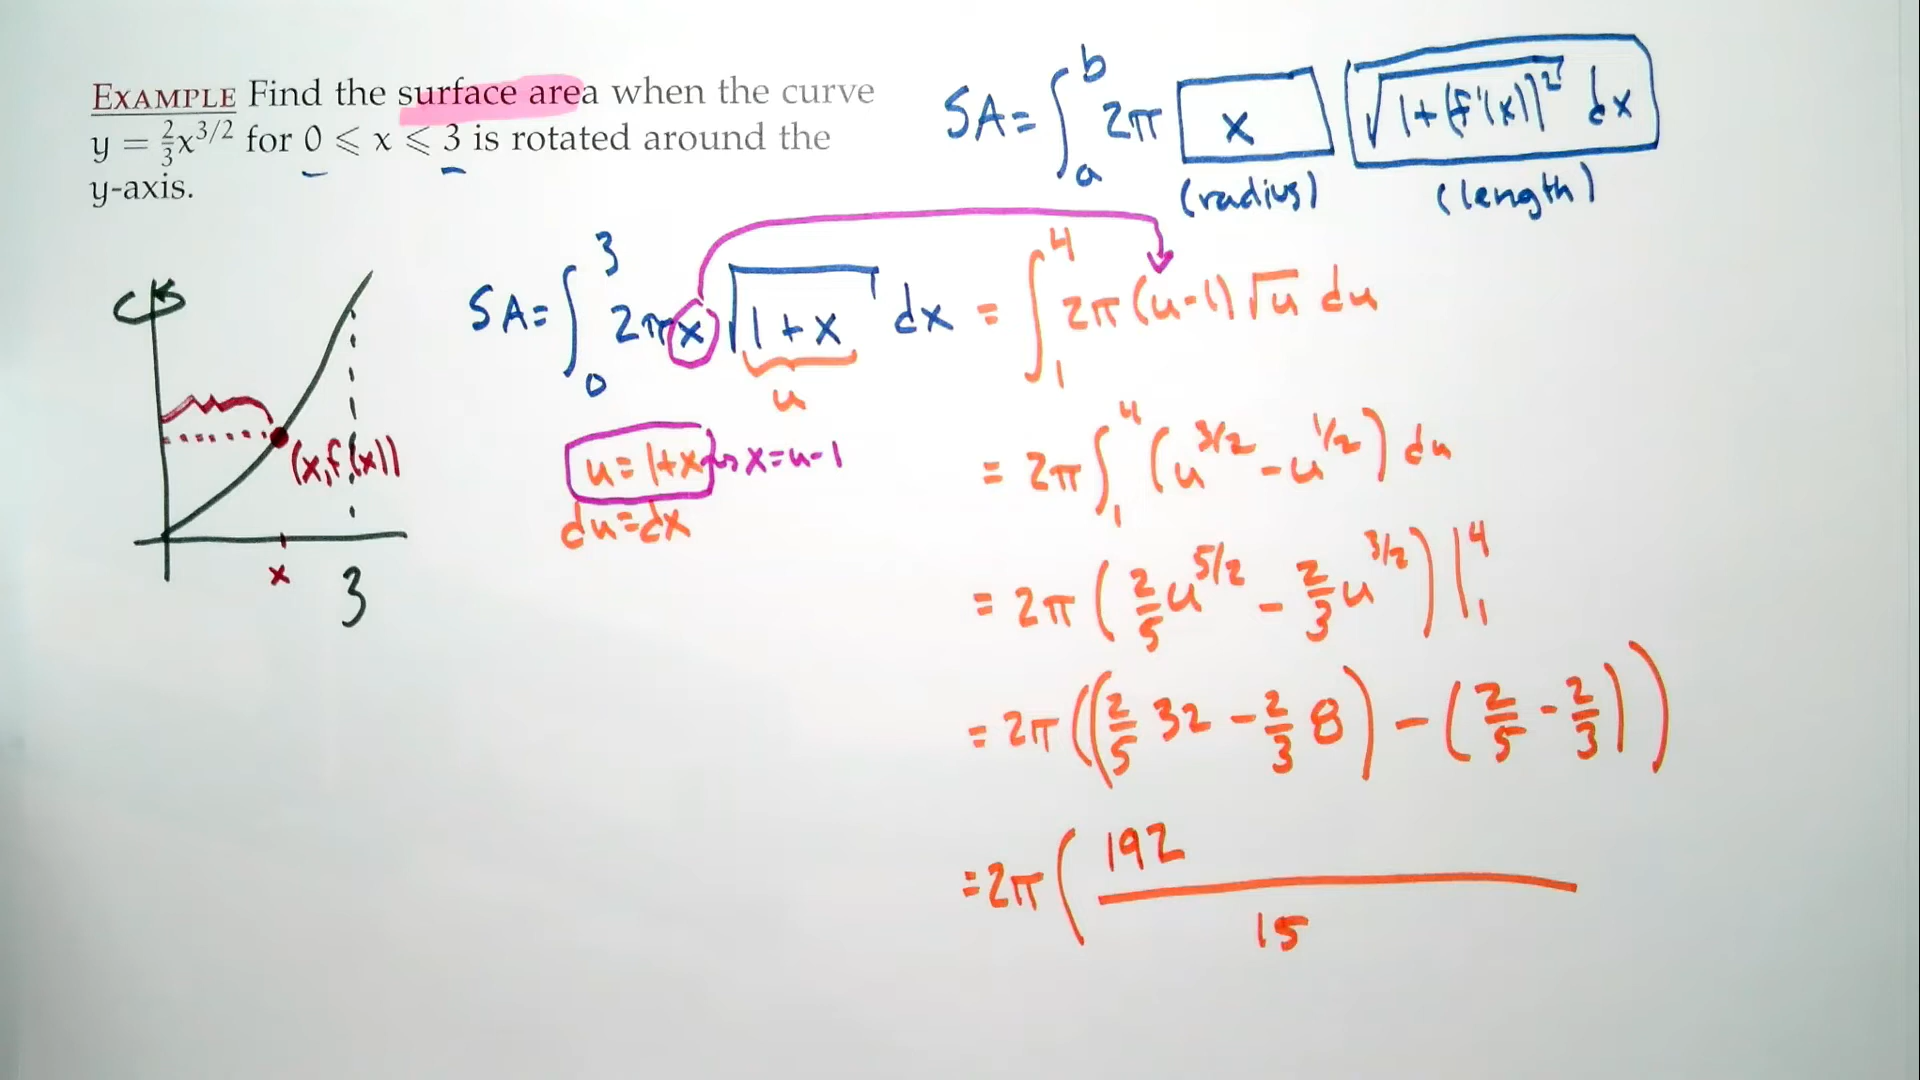 EXAMPLE Find the surface area when the curve
y = 2/3 x^{3/2} for 0 ⩽ x ⩽ 3 is rotated around the
y-axis.
SA = ∫_a^b 2π x √(1+(f'(x))²) dx
(radius) (length)
SA = ∫_0^3 2πx √(1+x) dx = ∫_1^4 2π(u-1)√u du
u
u=1+x → x=u-1
du=dx
(x,f(x))
x
3
= 2π ∫_1^4 (u^{3/2} - u^{1/2}) du
= 2π (2/5 u^{5/2} - 2/3 u^{3/2}) |_1^4
= 2π ((2/5 32 - 2/3 8) - (2/5 - 2/3))
= 2π ( 192 / 15